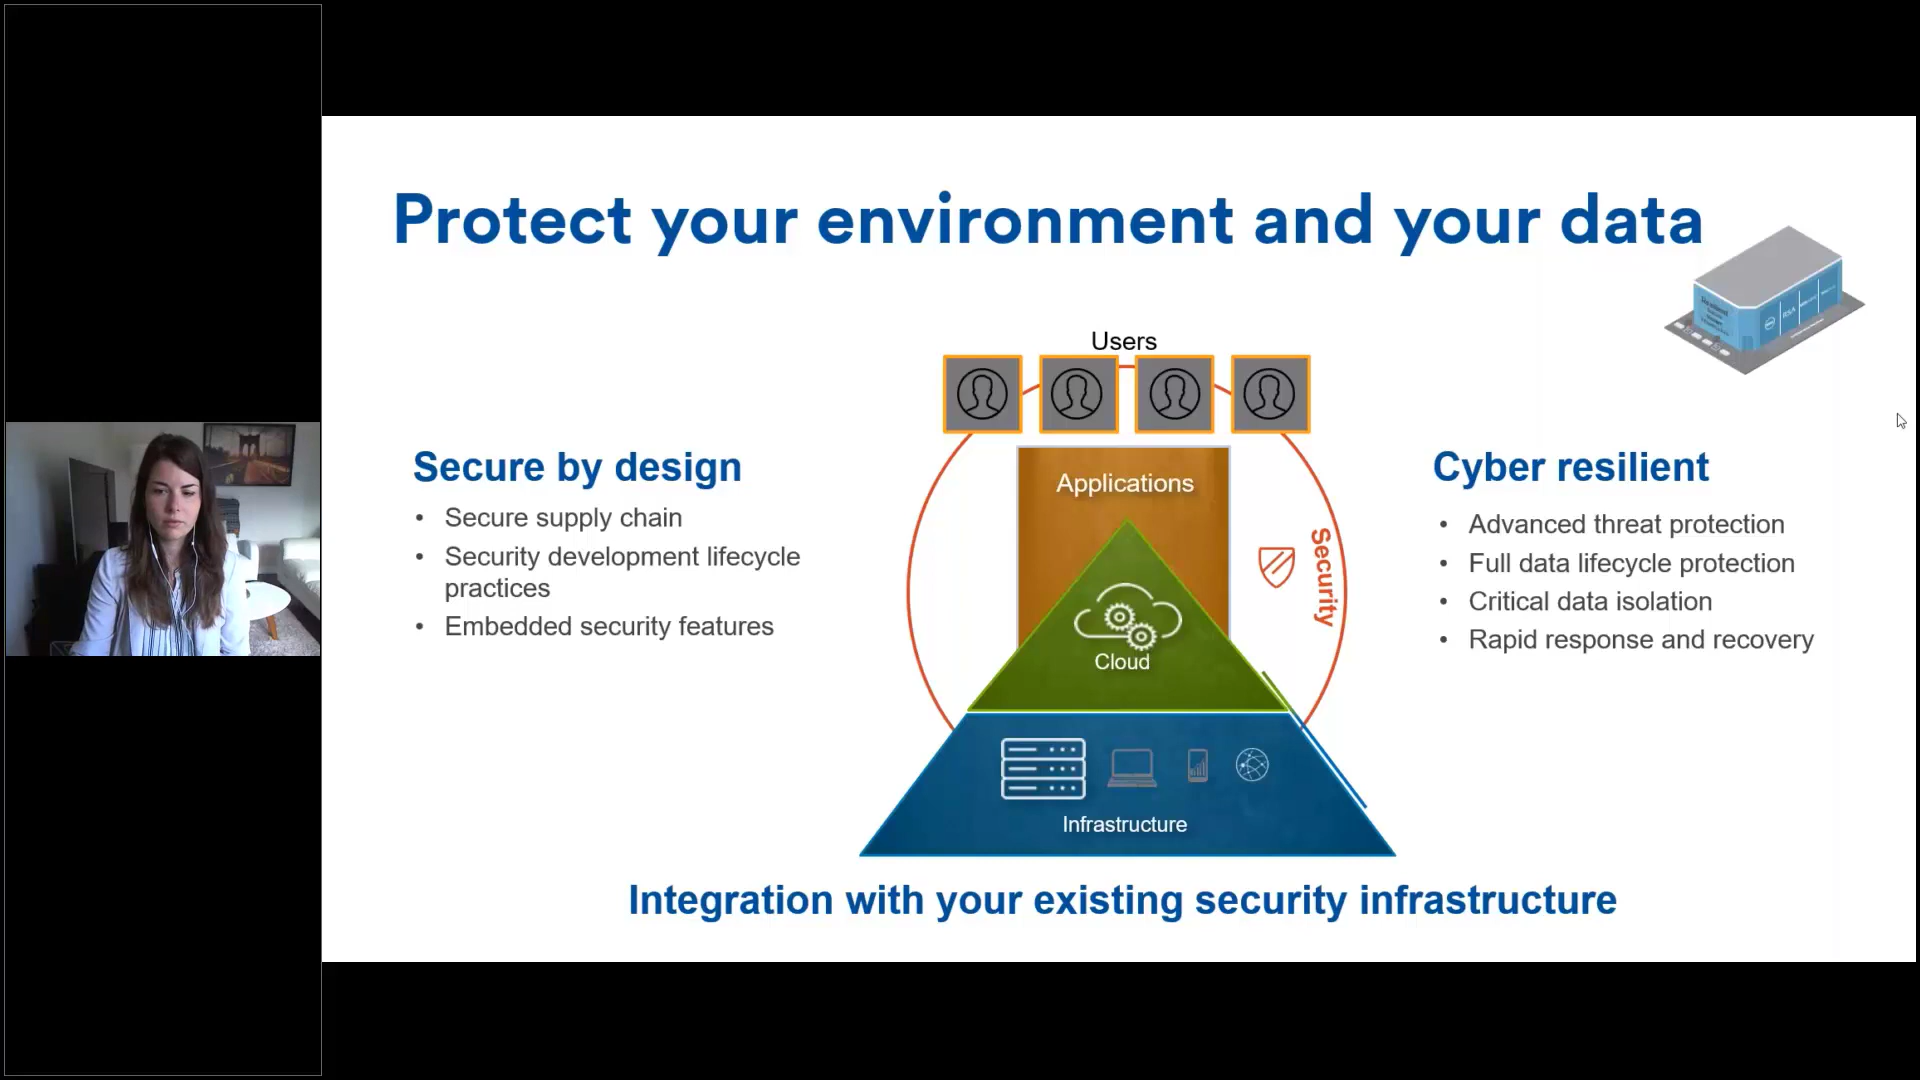 Protect your environment and your data
Users
Secure by design
• Secure supply chain
• Security development lifecycle
practices
• Embedded security features
Applications
Cloud
Security
Infrastructure
Cyber resilient
• Advanced threat protection
• Full data lifecycle protection
• Critical data isolation
• Rapid response and recovery
Integration with your existing security infrastructure